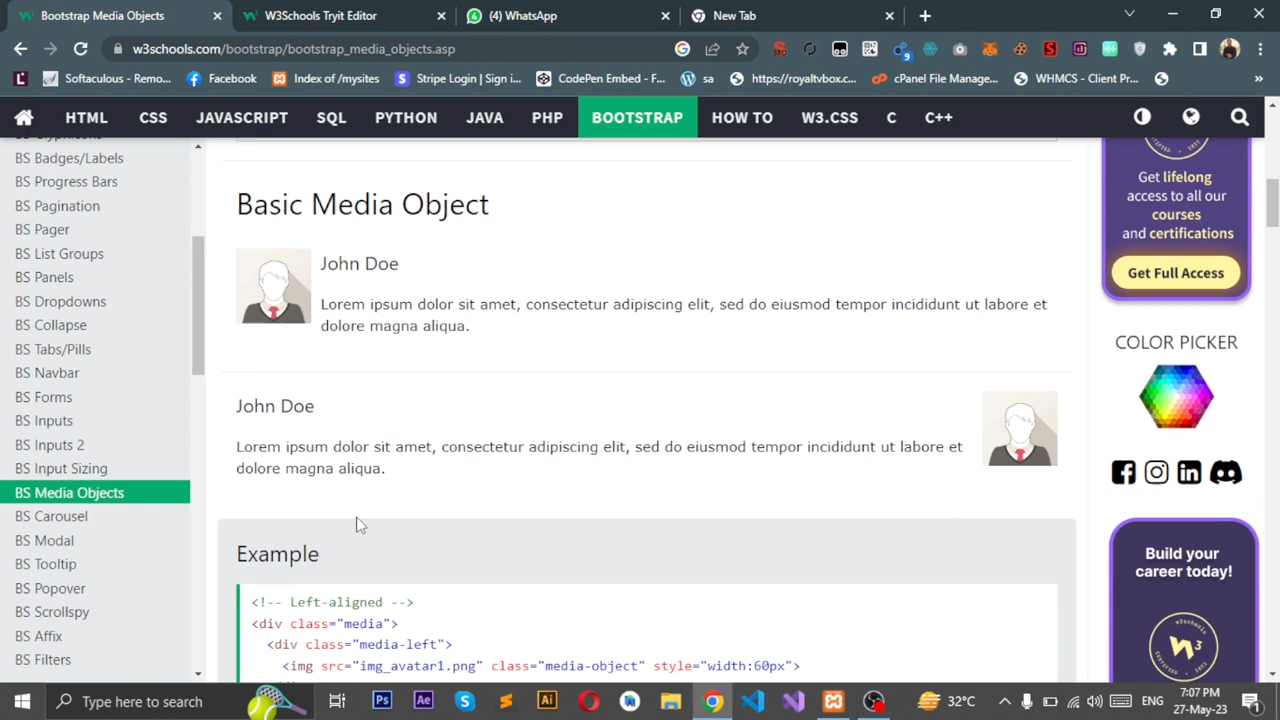 Bootstrap Media Objects
W3Schools Tryit Editor
(4) WhatsApp
New Tab
w3schools.com/bootstrap/bootstrap_media_objects.asp
Softaculous - Remo...
Facebook
Index of /mysites
Stripe Login | Sign i...
CodePen Embed - F...
sa
https://royaltvbox.c...
cPanel File Manage...
WHMCS - Client Pr...
HTML
CSS
JAVASCRIPT
SQL
PYTHON
JAVA
PHP
BOOTSTRAP
HOW TO
W3.CSS
C
C++
BS Glyphicons
BS Badges/Labels
BS Progress Bars
BS Pagination
BS Pager
BS List Groups
BS Panels
BS Dropdowns
BS Collapse
BS Tabs/Pills
BS Navbar
BS Forms
BS Inputs
BS Inputs 2
BS Input Sizing
BS Media Objects
BS Carousel
BS Modal
BS Tooltip
BS Popover
BS Scrollspy
BS Affix
BS Filters
Basic Media Object
John Doe
Lorem ipsum dolor sit amet, consectetur adipiscing elit, sed do eiusmod tempor incididunt ut labore et
dolore magna aliqua.
John Doe
Lorem ipsum dolor sit amet, consectetur adipiscing elit, sed do eiusmod tempor incididunt ut labore et
dolore magna aliqua.
Example
<!-- Left-aligned -->
<div class="media">
<div class="media-left">
<img src="img_avatar1.png" class="media-object" style="width:60px">
Get lifelong
access to all our
courses
and certifications
Get Full Access
COLOR PICKER
Build your
career today!
Type here to search
32°C
ENG
7:07 PM
27-May-23